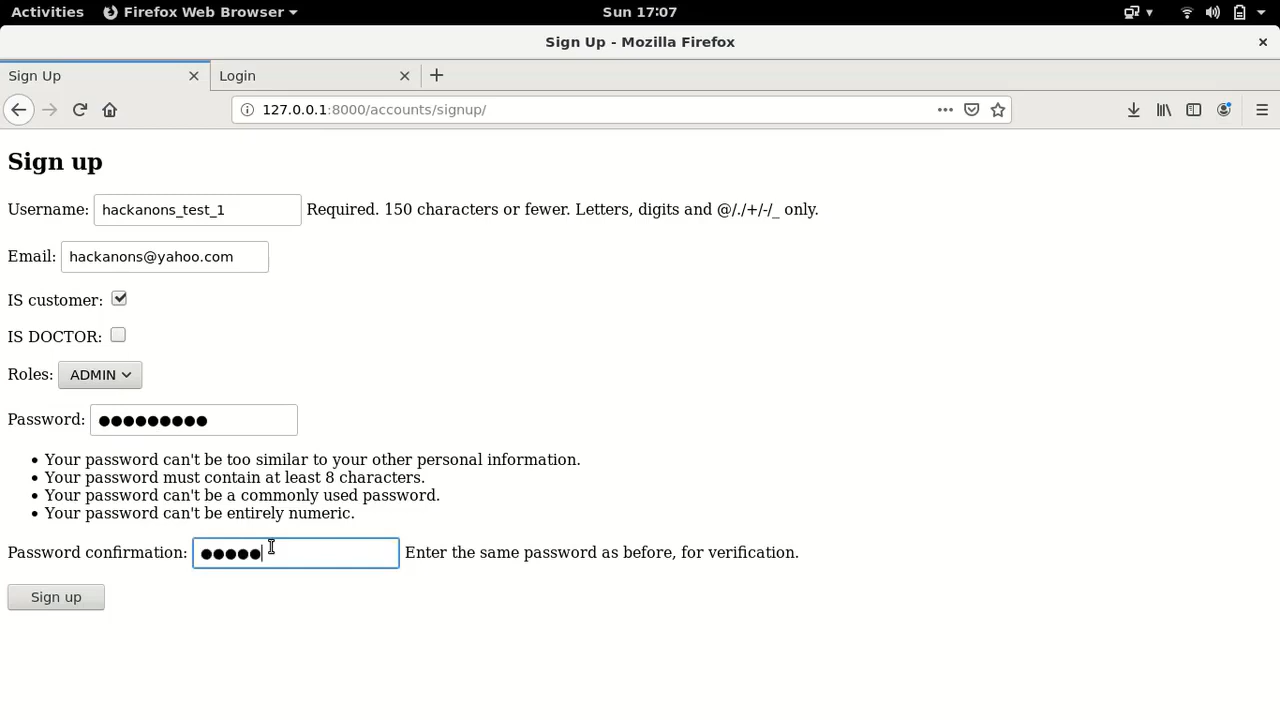 Activities Firefox Web Browser Sun 17:07
Sign Up - Mozilla Firefox
Sign Up Login
127.0.0.1:8000/accounts/signup/
Sign up
Username: hackanons_test_1 Required. 150 characters or fewer. Letters, digits and @/./+/-/_ only.
Email: hackanons@yahoo.com
IS customer:
IS DOCTOR:
Roles: ADMIN
Password: ●●●●●●●●●
• Your password can't be too similar to your other personal information.
• Your password must contain at least 8 characters.
• Your password can't be a commonly used password.
• Your password can't be entirely numeric.
Password confirmation: ●●●●● Enter the same password as before, for verification.
Sign up